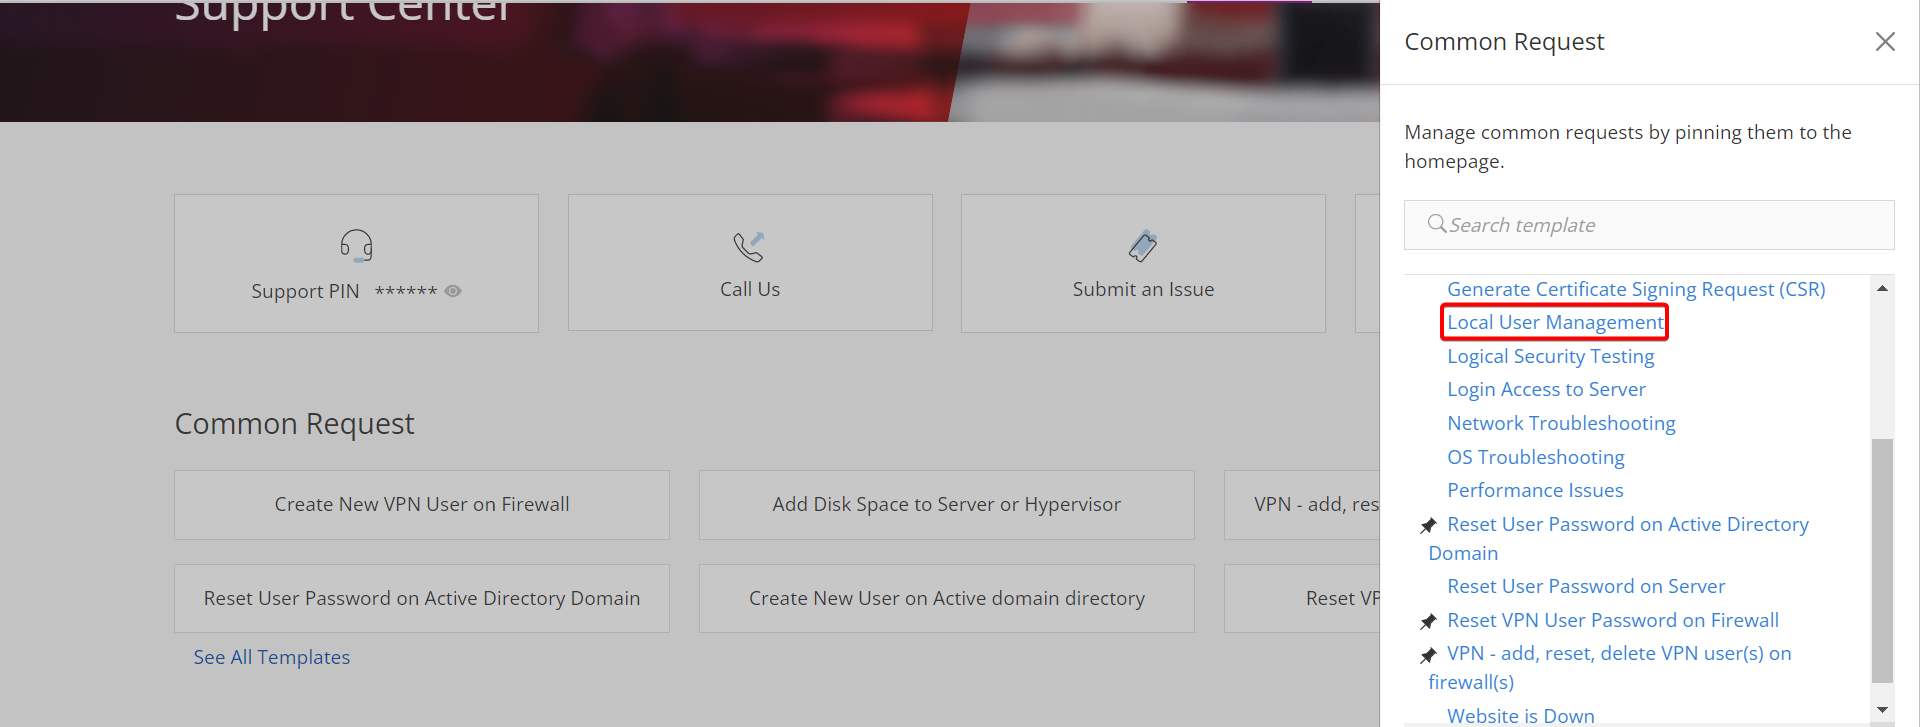 Support Center
Support PIN ******
Call Us
Submit an Issue
Common Request
Create New VPN User on Firewall
Add Disk Space to Server or Hypervisor
VPN - add, res
Reset User Password on Active Directory Domain
Create New User on Active domain directory
Reset VP
See All Templates
Common Request
Manage common requests by pinning them to the
homepage.
Search template
Generate Certificate Signing Request (CSR)
Local User Management
Logical Security Testing
Login Access to Server
Network Troubleshooting
OS Troubleshooting
Performance Issues
Reset User Password on Active Directory
Domain
Reset User Password on Server
Reset VPN User Password on Firewall
VPN - add, reset, delete VPN user(s) on
firewall(s)
Website is Down